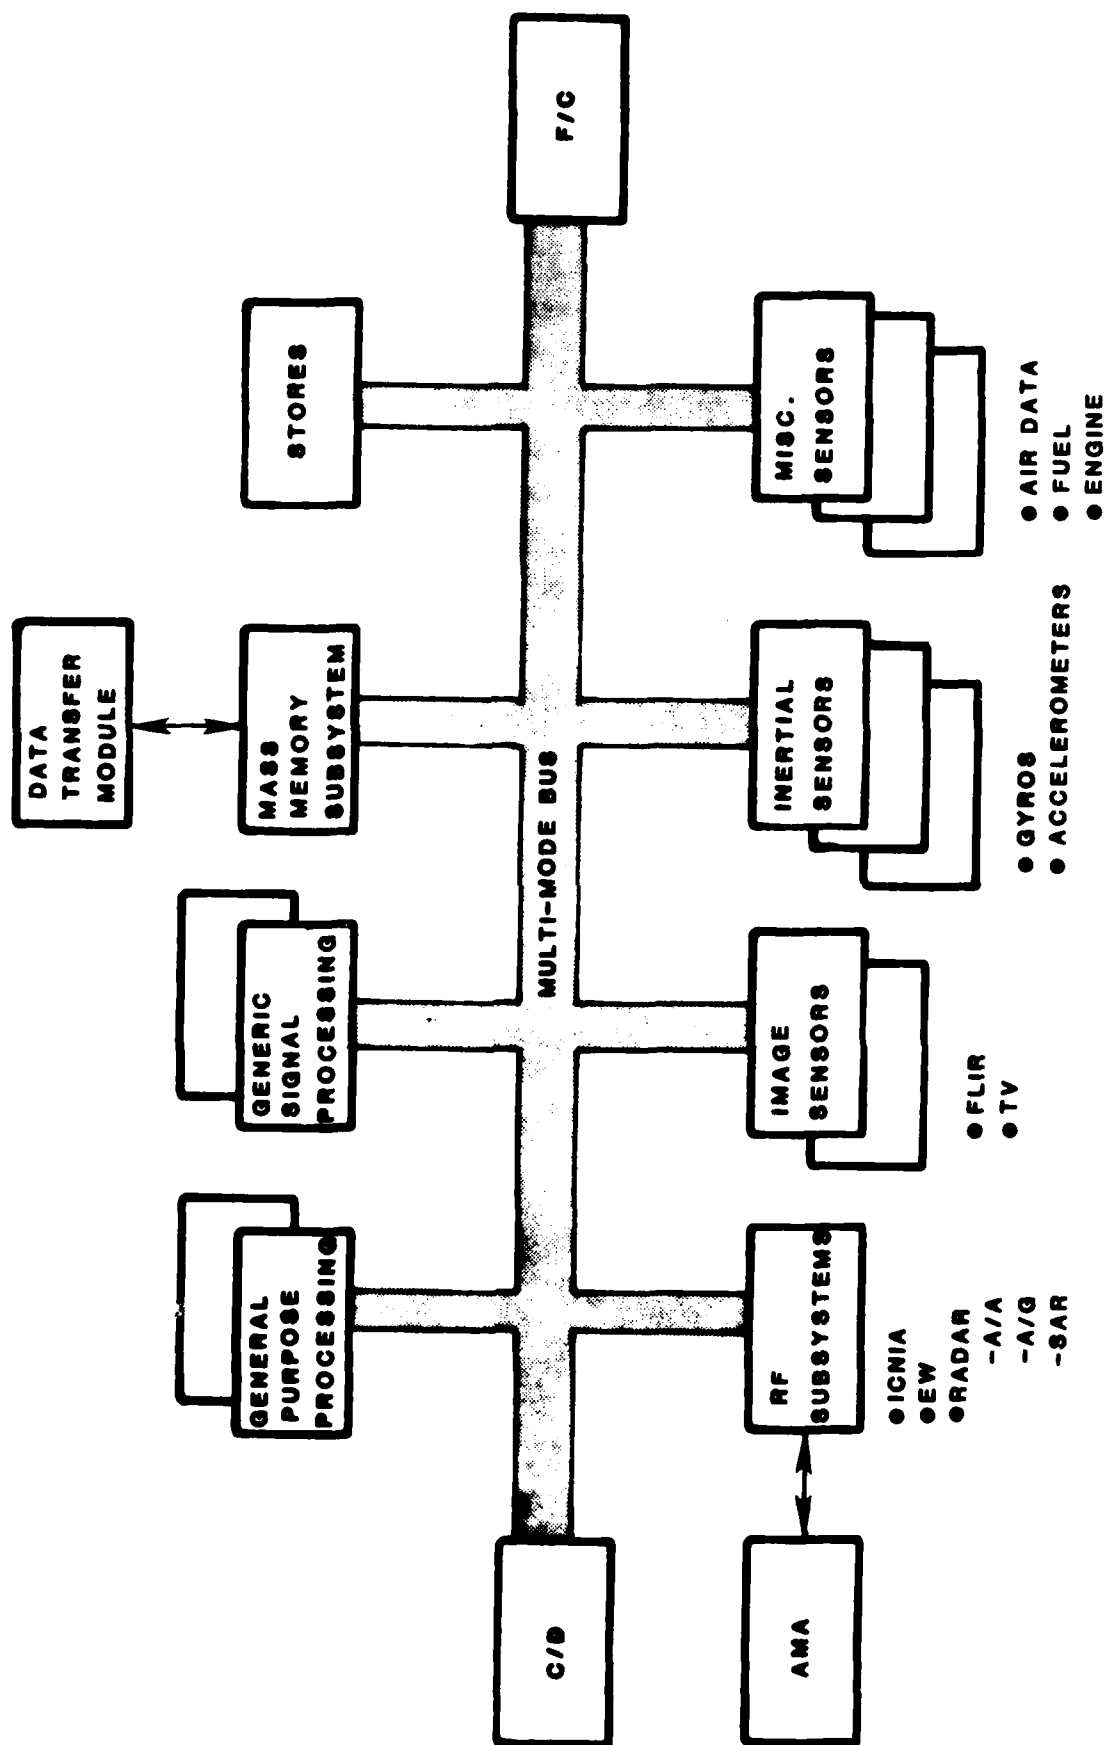 DATA
TRANSFER
MODULE
GENERAL
PURPOSE
PROCESSING
GENERIC
SIGNAL
PROCESSING
MASS
MEMORY
SUBSYSTEM
STORES
C/D
MULTI-MODE BUS
F/C
AMA
RF
SUBSYSTEMS
● ICNIA
● EW
● RADAR
-A/A
-A/G
-SAR
IMAGE
SENSORS
● FLIR
● TV
INERTIAL
SENSORS
● GYROS
● ACCELEROMETERS
MISC.
SENSORS
● AIR DATA
● FUEL
● ENGINE